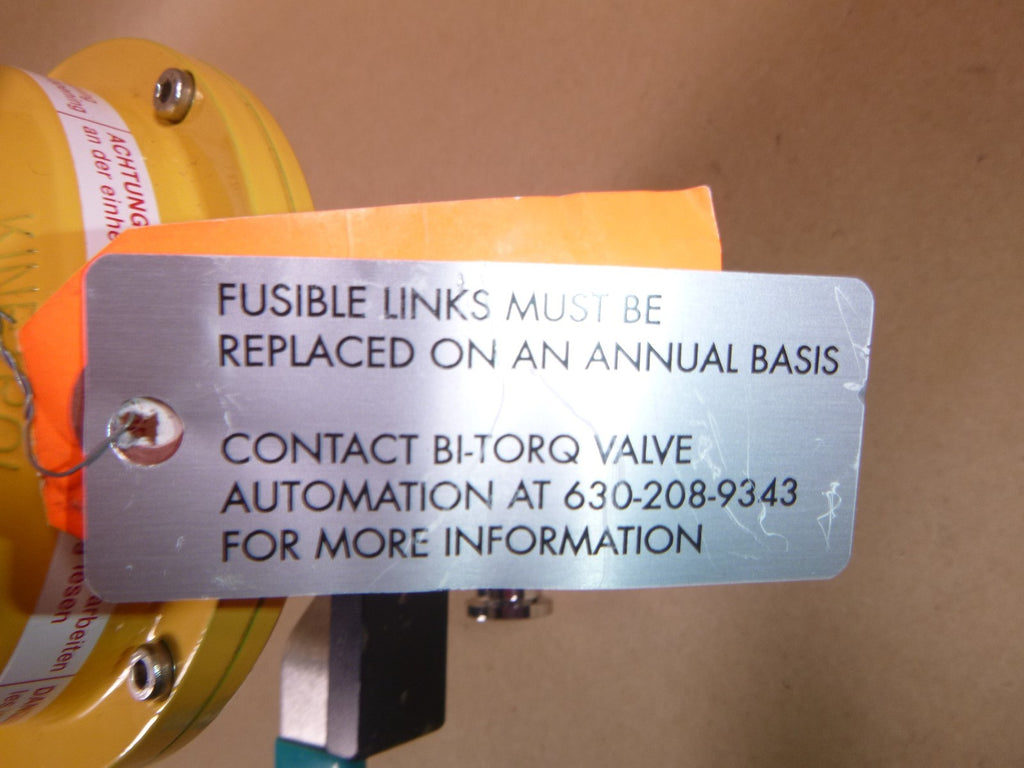 FUSIBLE LINKS MUST BE
REPLACED ON AN ANNUAL BASIS
CONTACT BI-TORQ VALVE
AUTOMATION AT 630-208-9343
FOR MORE INFORMATION
ACHTUNG
an der einhe
lesen
arbeiten